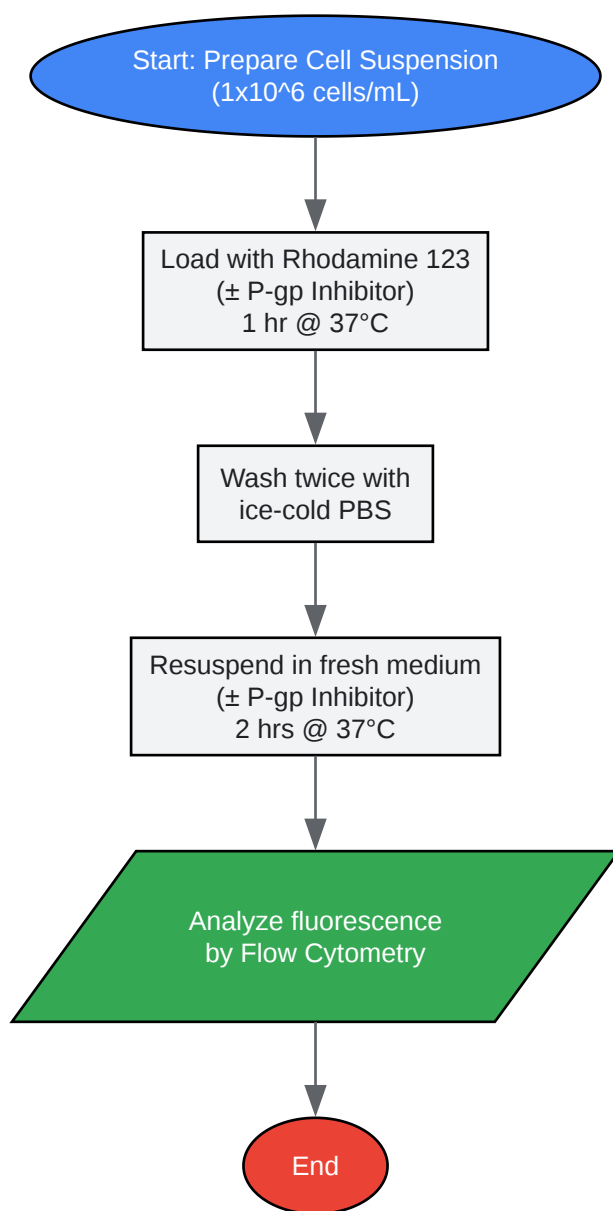 Start: Prepare Cell Suspension
(1x10^6 cells/mL)
Load with Rhodamine 123
(± P-gp Inhibitor)
1 hr @ 37°C
Wash twice with
ice-cold PBS
Resuspend in fresh medium
(± P-gp Inhibitor)
2 hrs @ 37°C
Analyze fluorescence
by Flow Cytometry
End